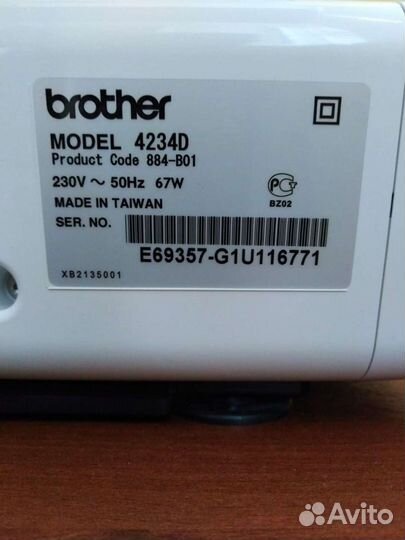 brother
MODEL 4234D
Product Code 884-B01
230V ～ 50Hz 67W
MADE IN TAIWAN
BZ02
SER. NO.
E69357-G1U116771
XB2135001
Avito